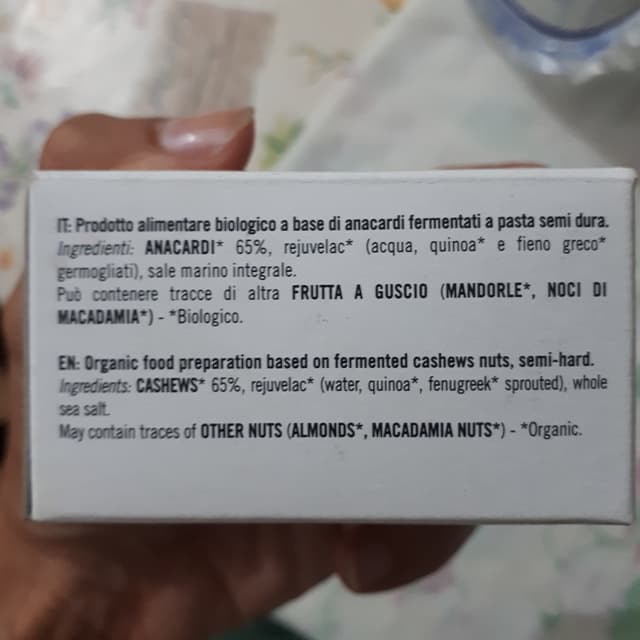 IT: Prodotto alimentare biologico a base di anacardi fermentati a pasta semi dura.
Ingredienti: ANACARDI* 65%, rejuvelac* (acqua, quinoa* e fieno greco*
germogliati), sale marino integrale.
Può contenere tracce di altra FRUTTA A GUSCIO (MANDORLE*, NOCI DI
MACADAMIA*) - *Biologico.
EN: Organic food preparation based on fermented cashews nuts, semi-hard.
Ingredients: CASHEWS* 65%, rejuvelac* (water, quinoa*, fenugreek* sprouted), whole
sea salt.
May contain traces of OTHER NUTS (ALMONDS*, MACADAMIA NUTS*) - *Organic.